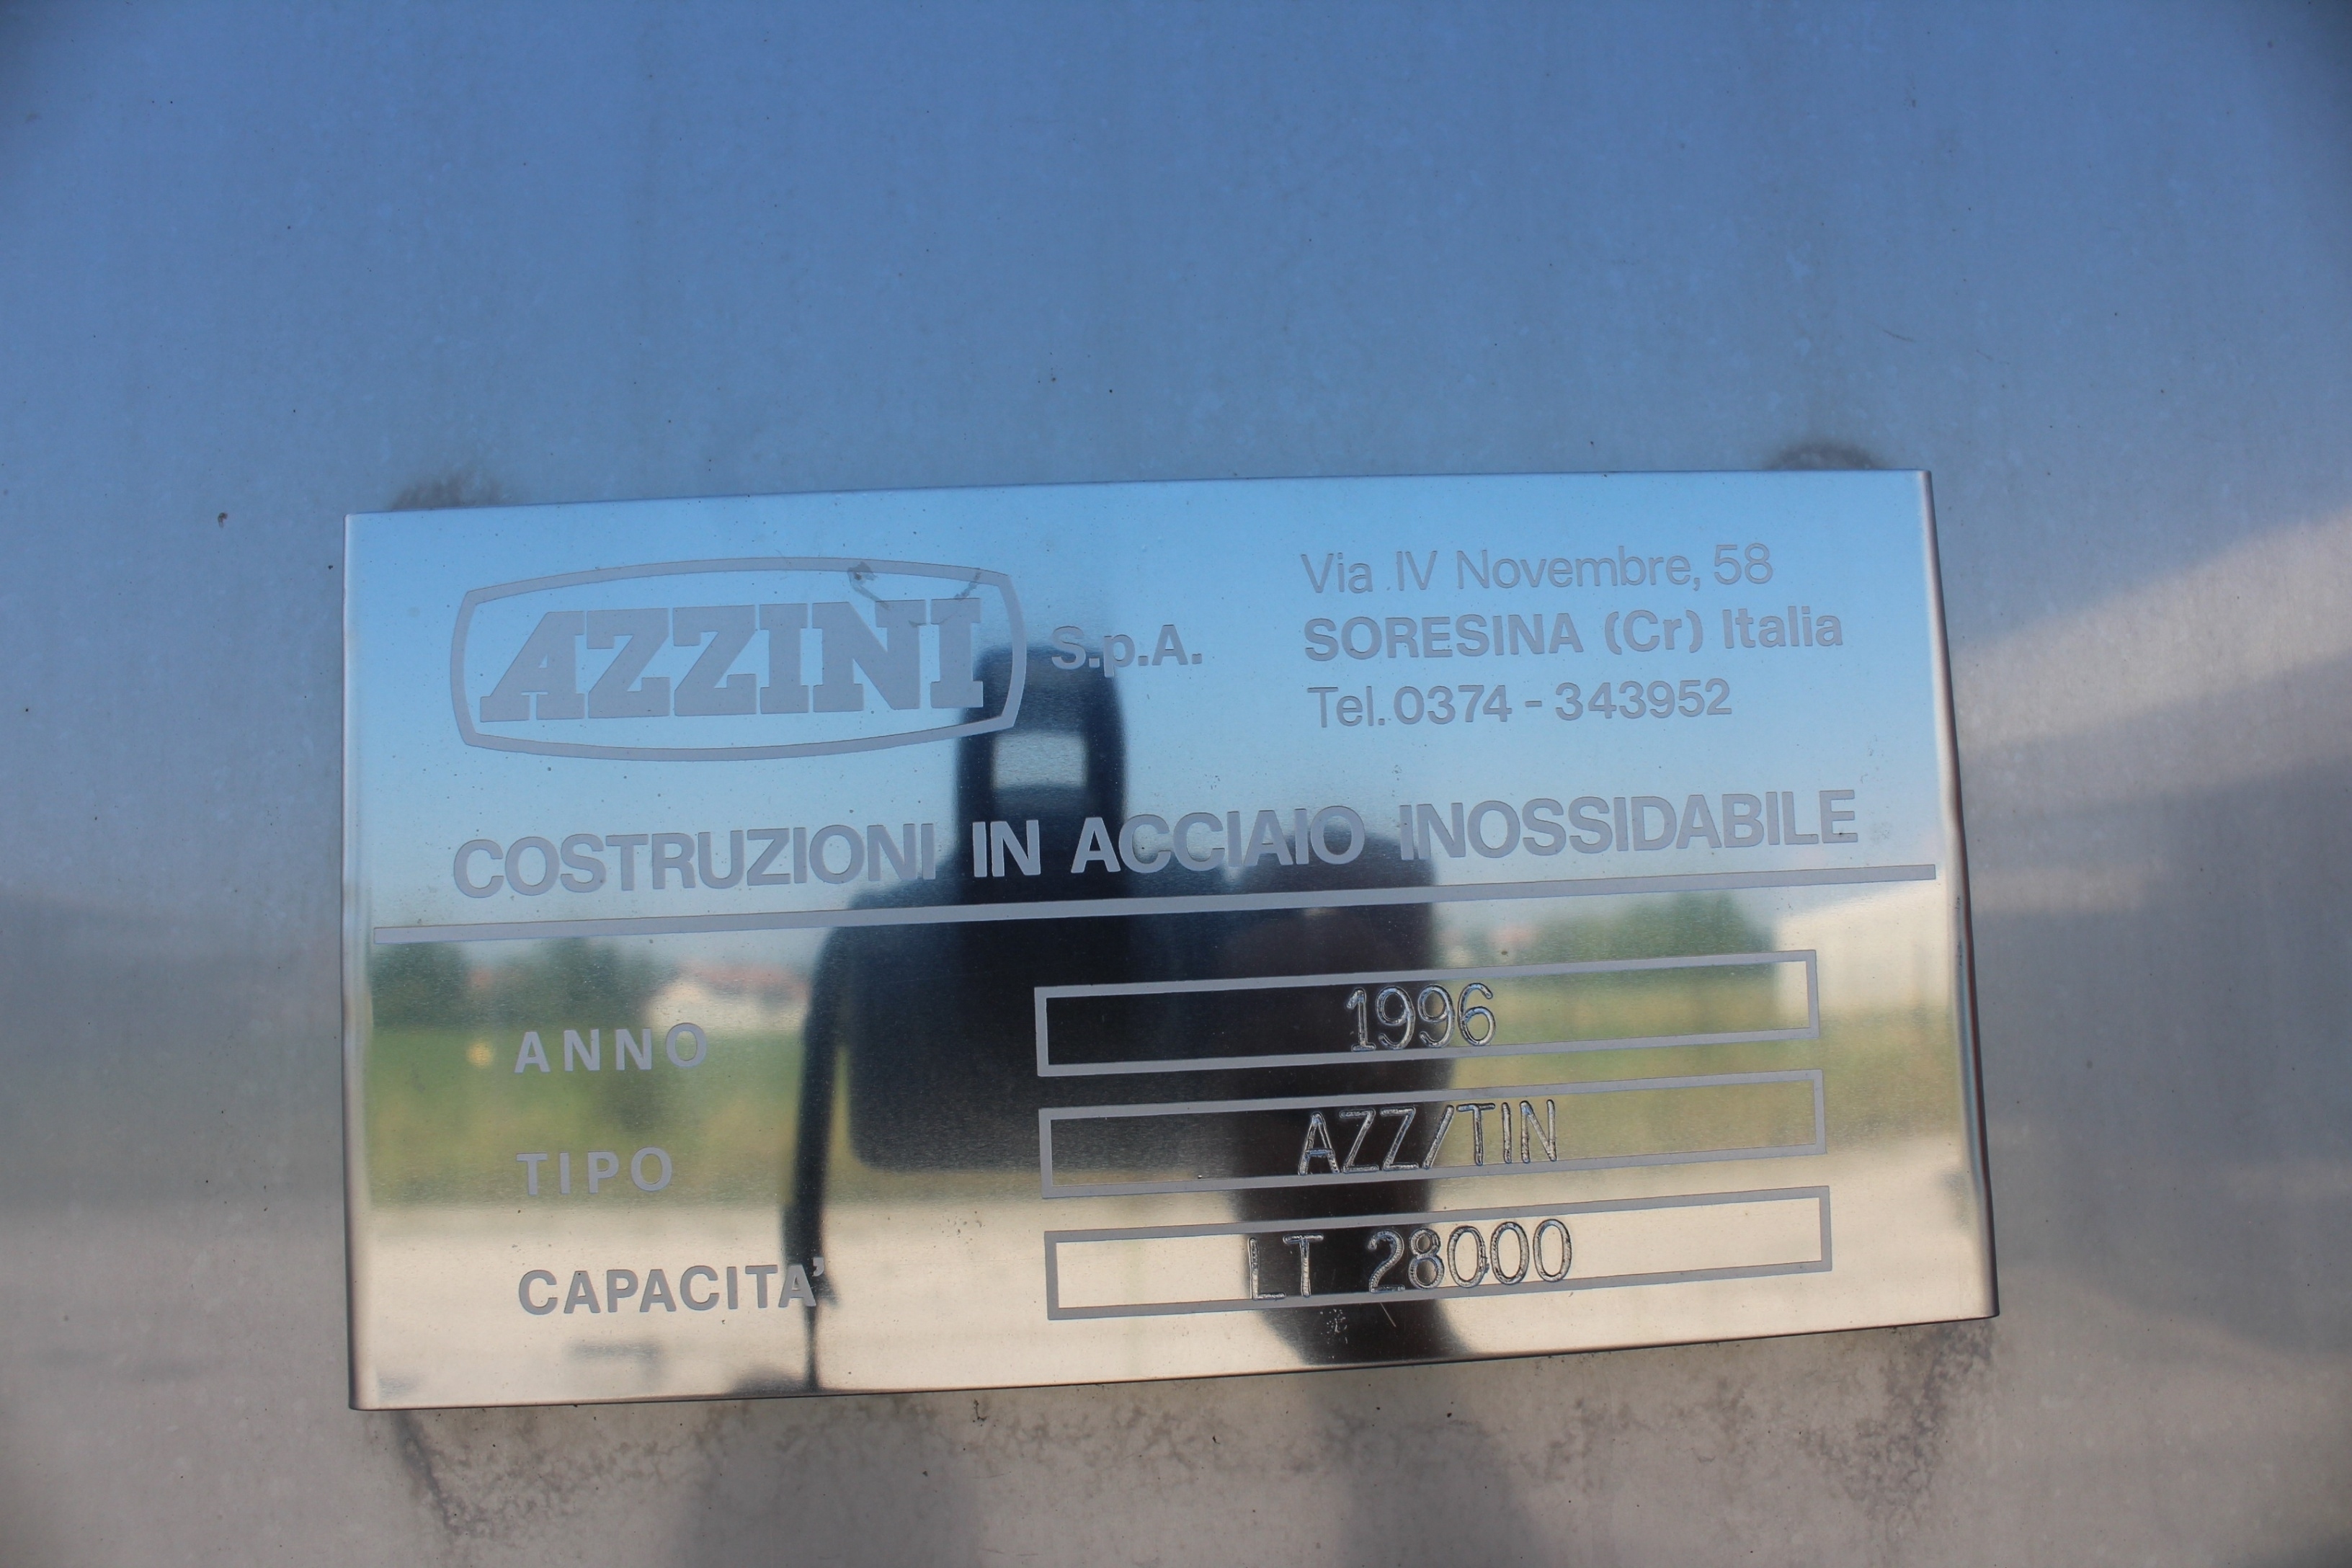 AZZINI S.p.A.
Via IV Novembre, 58
SORESINA (Cr) Italia
Tel. 0374 - 343952
COSTRUZIONI IN ACCIAIO INOSSIDABILE
ANNO 1996
TIPO AZZ/TIN
CAPACITA' LT 28000